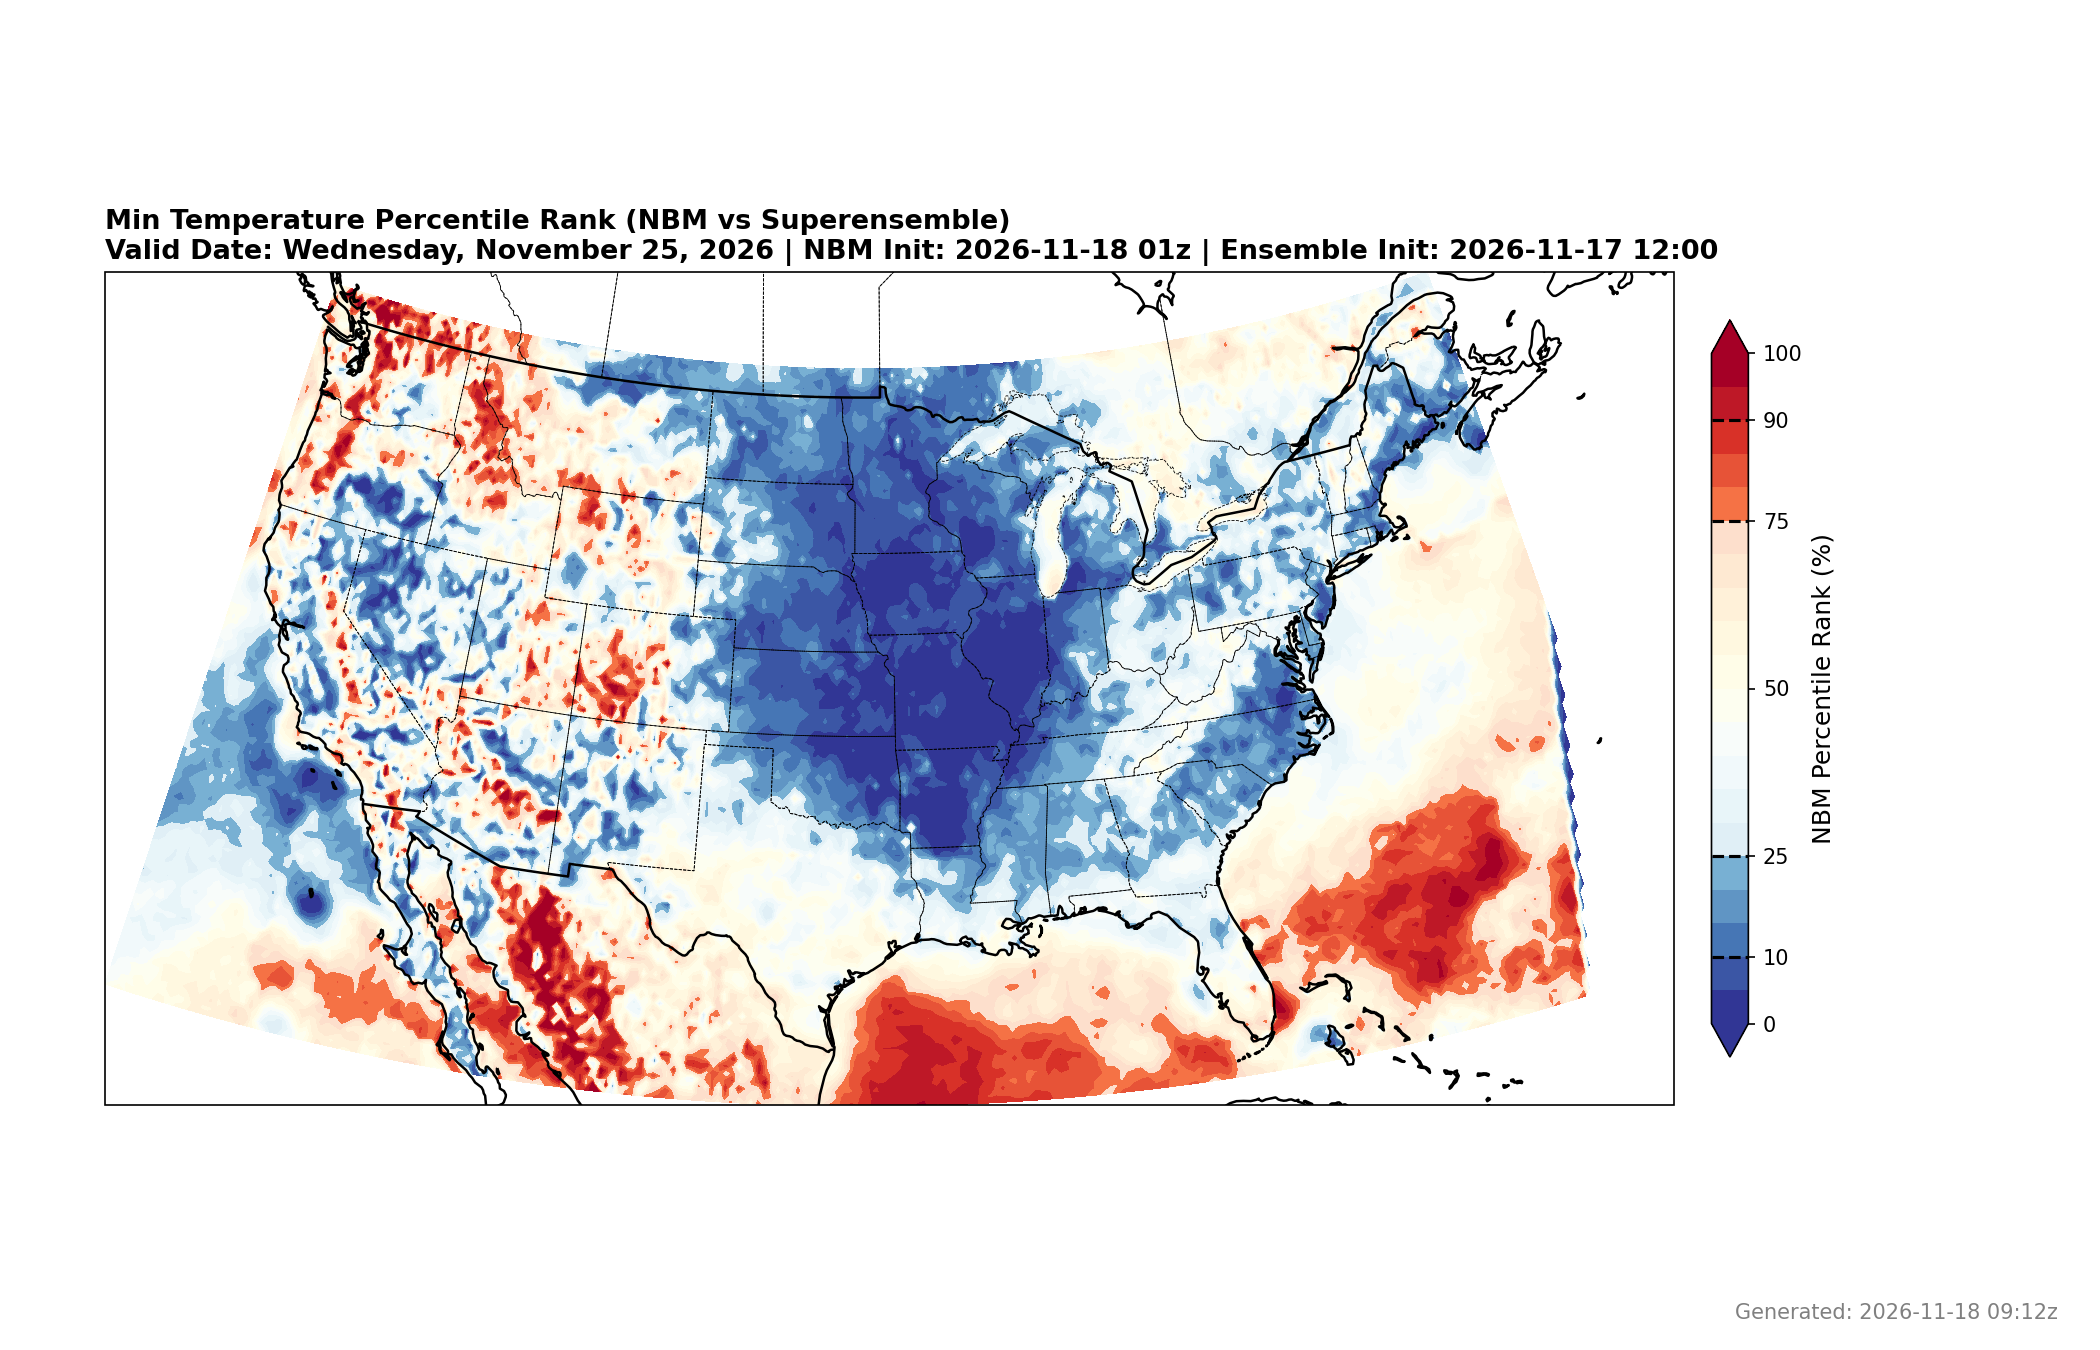 Min Temperature Percentile Rank (NBM vs Superensemble)
Valid Date: Wednesday, November 25, 2026 | NBM Init: 2026-11-18 01z | Ensemble Init: 2026-11-17 12:00
100
90
75
50
25
10
0
NBM Percentile Rank (%)
Generated: 2026-11-18 09:12z